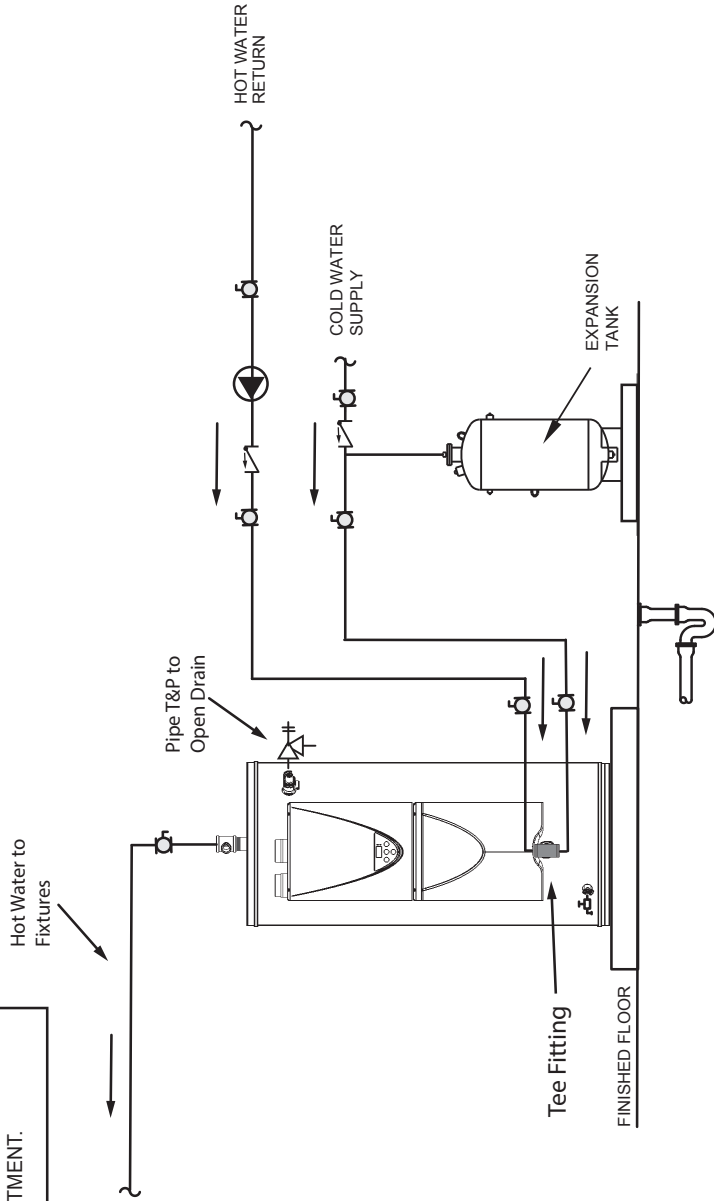 TMENT.
Hot Water to
Fixtures
Pipe T&P to
Open Drain
HOT WATER
RETURN
COLD WATER
SUPPLY
EXPANSION
TANK
Tee Fitting
FINISHED FLOOR